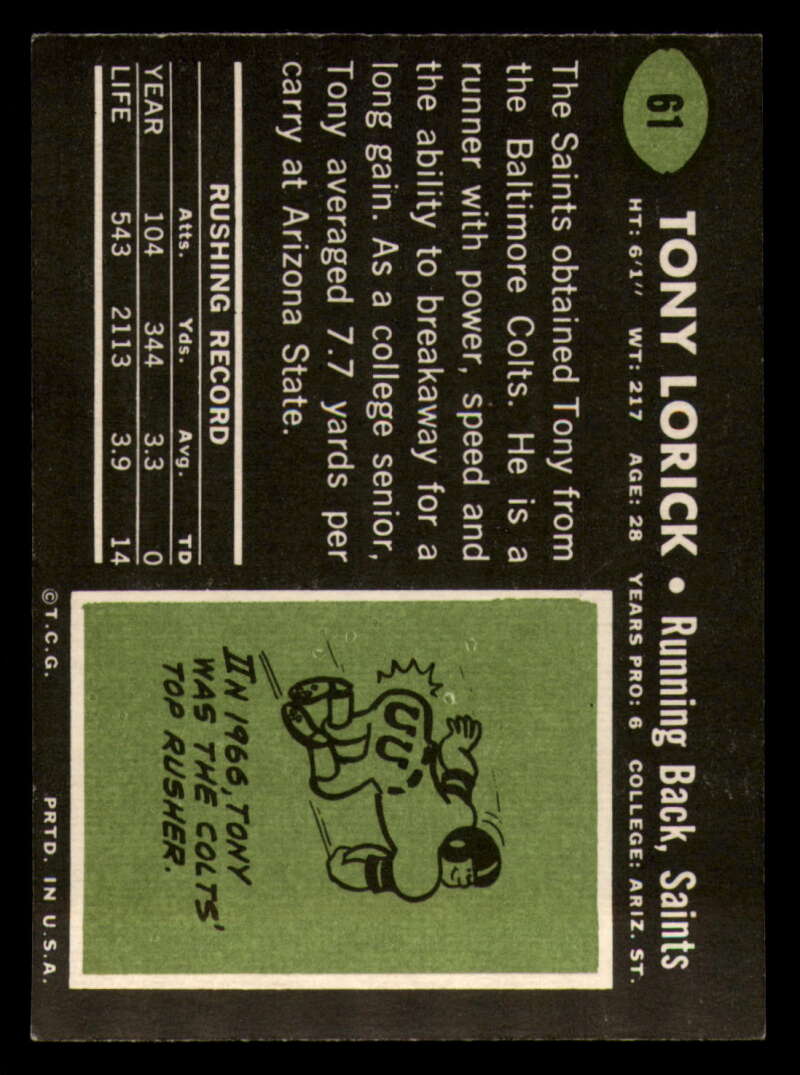 61
TONY LORICK • Running Back, Saints
HT: 6'1" WT: 217 AGE: 28 YEARS PRO: 6 COLLEGE: ARIZ. ST.
The Saints obtained Tony from
the Baltimore Colts. He is a
runner with power, speed and
the ability to breakaway for a
long gain. As a college senior,
Tony averaged 7.7 yards per
carry at Arizona State.
RUSHING RECORD
Atts. Yds. Avg. TD
YEAR 104 344 3.3 0
LIFE 543 2113 3.9 14
IN 1966, TONY
WAS THE COLTS'
TOP RUSHER.
©T.C.G. PRTD. IN U.S.A.